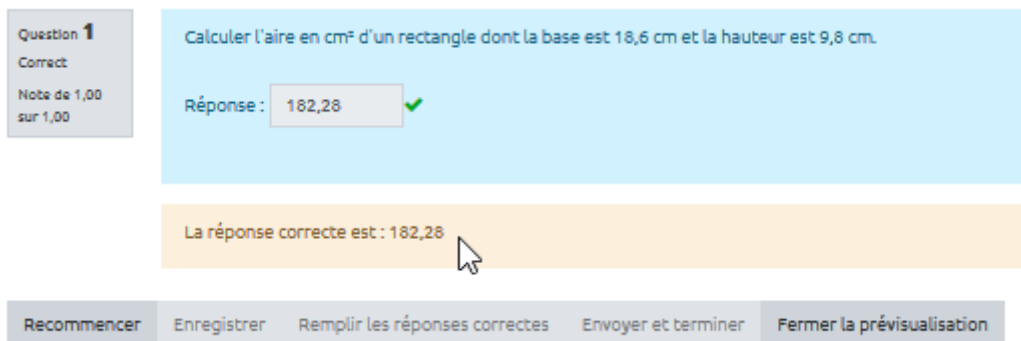 Question 1
Correct
Note de 1,00
sur 1,00
Calculer l'aire en cm² d'un rectangle dont la base est 18,6 cm et la hauteur est 9,8 cm.
Réponse : 182,28
La réponse correcte est : 182,28
Recommencer Enregistrer Remplir les réponses correctes Envoyer et terminer Fermer la prévisualisation